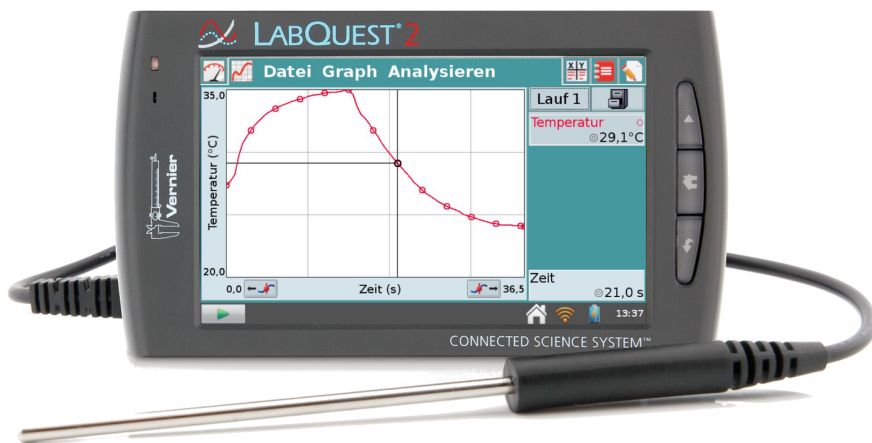 LABQUEST® 2
Datei Graph Analysieren
X Y
35,0
Temperatur (°C)
20,0
0,0
Zeit (s)
36,5
Lauf 1
Temperatur
29,1°C
Zeit
21,0 s
13:37
Vernier
CONNECTED SCIENCE SYSTEM™